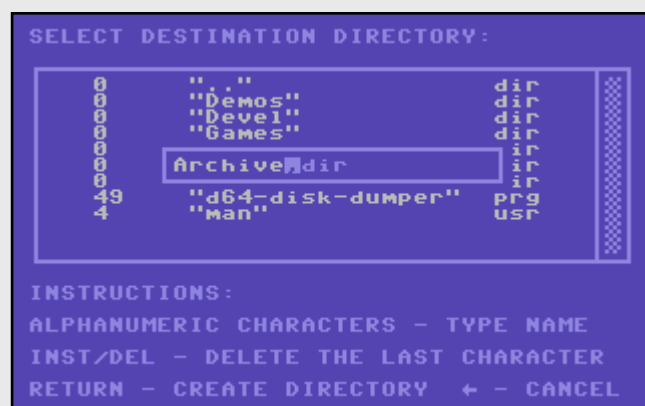 SELECT DESTINATION DIRECTORY:
0 ".." dir
0 "Demos" dir
0 "Devel" dir
0 "Games" dir
0 ir
0 Archive,dir ir
0 ir
49 "d64-disk-dumper" prg
4 "man" usr
INSTRUCTIONS:
ALPHANUMERIC CHARACTERS - TYPE NAME
INST/DEL - DELETE THE LAST CHARACTER
RETURN - CREATE DIRECTORY ← - CANCEL